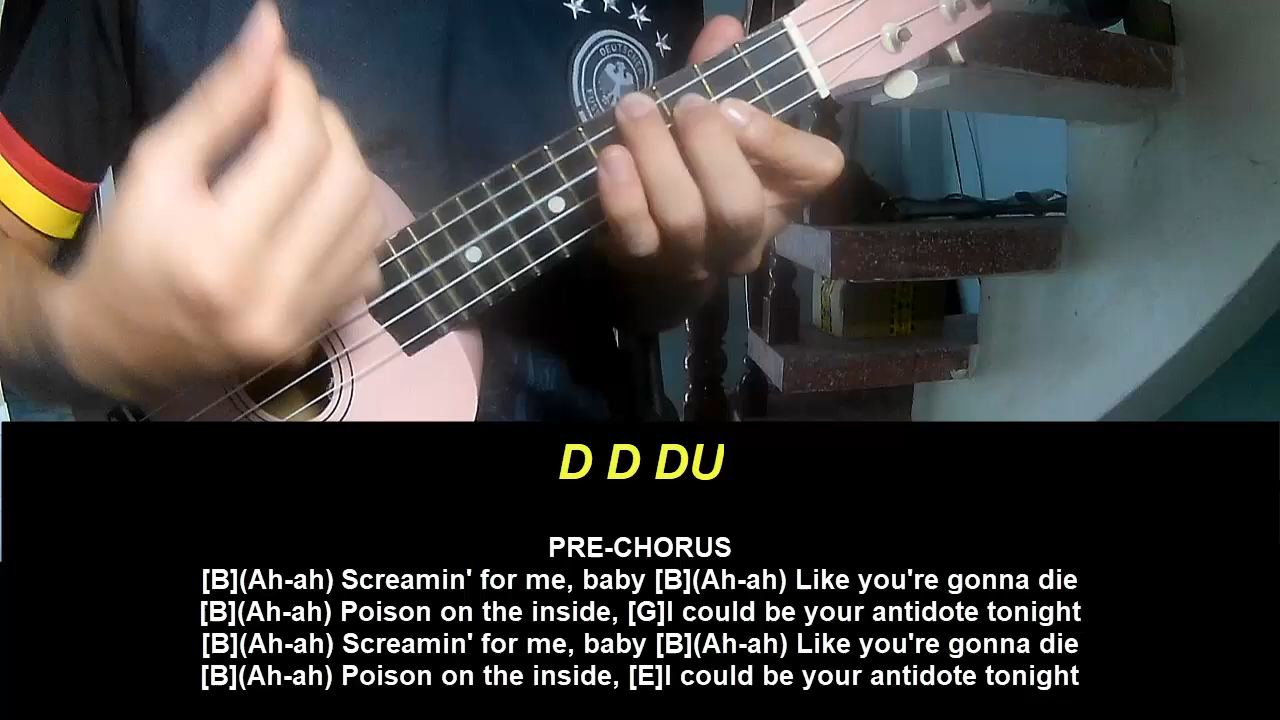 DEUTSCHER
D D DU
PRE-CHORUS
[B](Ah-ah) Screamin' for me, baby [B](Ah-ah) Like you're gonna die
[B](Ah-ah) Poison on the inside, [G]I could be your antidote tonight
[B](Ah-ah) Screamin' for me, baby [B](Ah-ah) Like you're gonna die
[B](Ah-ah) Poison on the inside, [E]I could be your antidote tonight